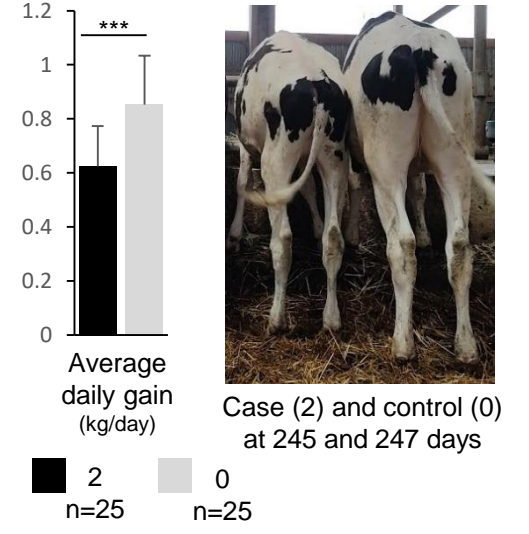 1.2
1
0.8
0.6
0.4
0.2
0
***
Average
daily gain
(kg/day)
Case (2) and control (0)
at 245 and 247 days
2
n=25
0
n=25